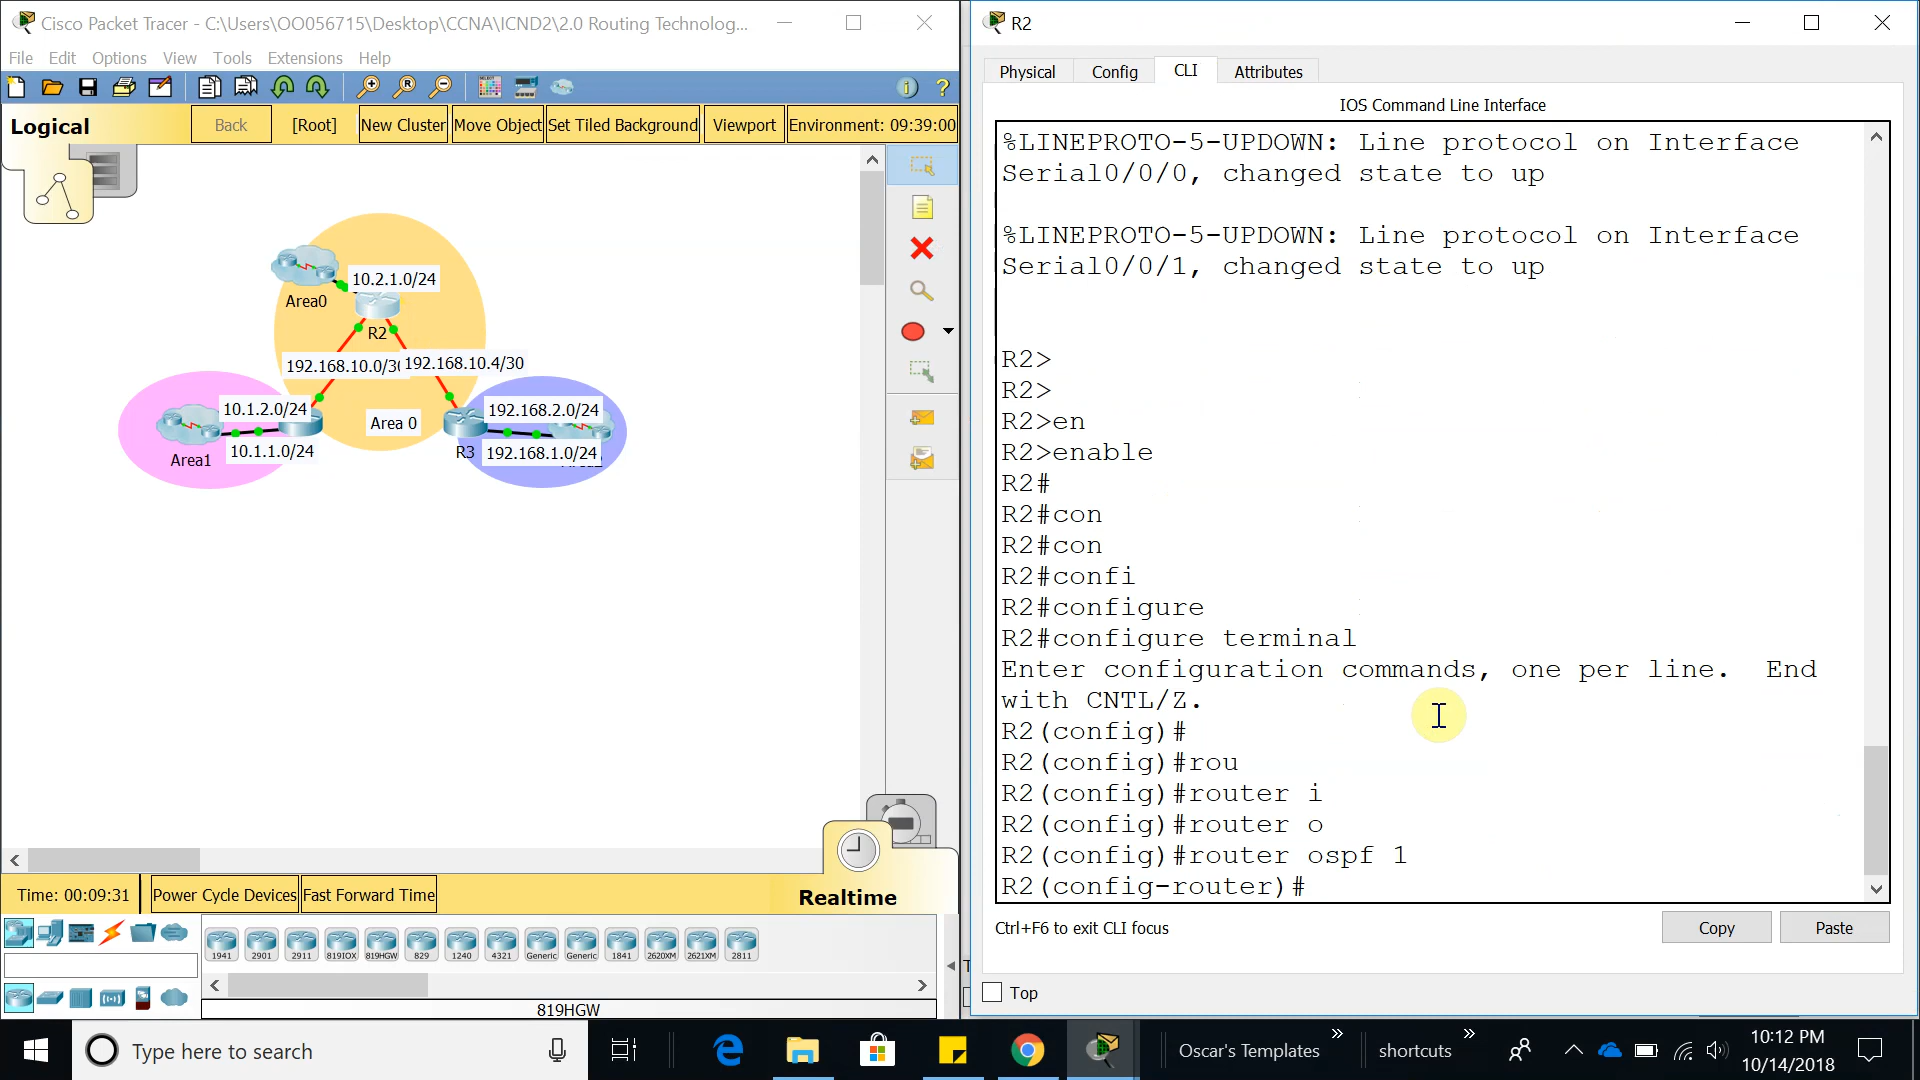 Cisco Packet Tracer - C:\Users\OO056715\Desktop\CCNA\ICND2\2.0 Routing Technolog...
File Edit Options View Tools Extensions Help
Logical
Back
[Root]
New Cluster
Move Object
Set Tiled Background
Viewport
Environment: 09:39:00
10.2.1.0/24
Area0
R2
192.168.10.0/30
192.168.10.4/30
10.1.2.0/24
Area 0
192.168.2.0/24
10.1.1.0/24
R3
192.168.1.0/24
Area1
Time: 00:09:31
Power Cycle Devices
Fast Forward Time
Realtime
1941
2901
2911
819IOX
819HGW
829
1240
4321
Generic
Generic
1841
2620XM
2621XM
2811
819HGW
R2
Physical
Config
CLI
Attributes
IOS Command Line Interface
%LINEPROTO-5-UPDOWN: Line protocol on Interface
Serial0/0/0, changed state to up
%LINEPROTO-5-UPDOWN: Line protocol on Interface
Serial0/0/1, changed state to up
R2>
R2>
R2>en
R2>enable
R2#
R2#con
R2#con
R2#confi
R2#configure
R2#configure terminal
Enter configuration commands, one per line.  End
with CNTL/Z.
R2(config)#
R2(config)#rou
R2(config)#router i
R2(config)#router o
R2(config)#router ospf 1
R2(config-router)#
Ctrl+F6 to exit CLI focus
Copy
Paste
Top
Type here to search
Oscar's Templates
shortcuts
10:12 PM
10/14/2018